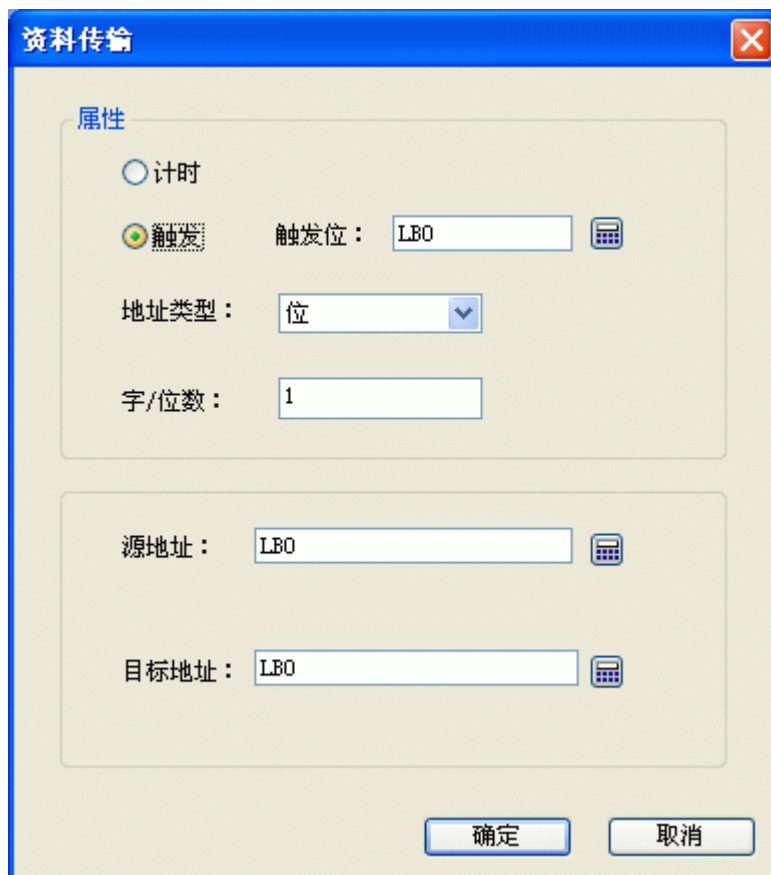 资料传输
属性
计时
触发 触发位： LB0
地址类型： 位
字/位数： 1
源地址： LB0
目标地址： LB0
确定 取消